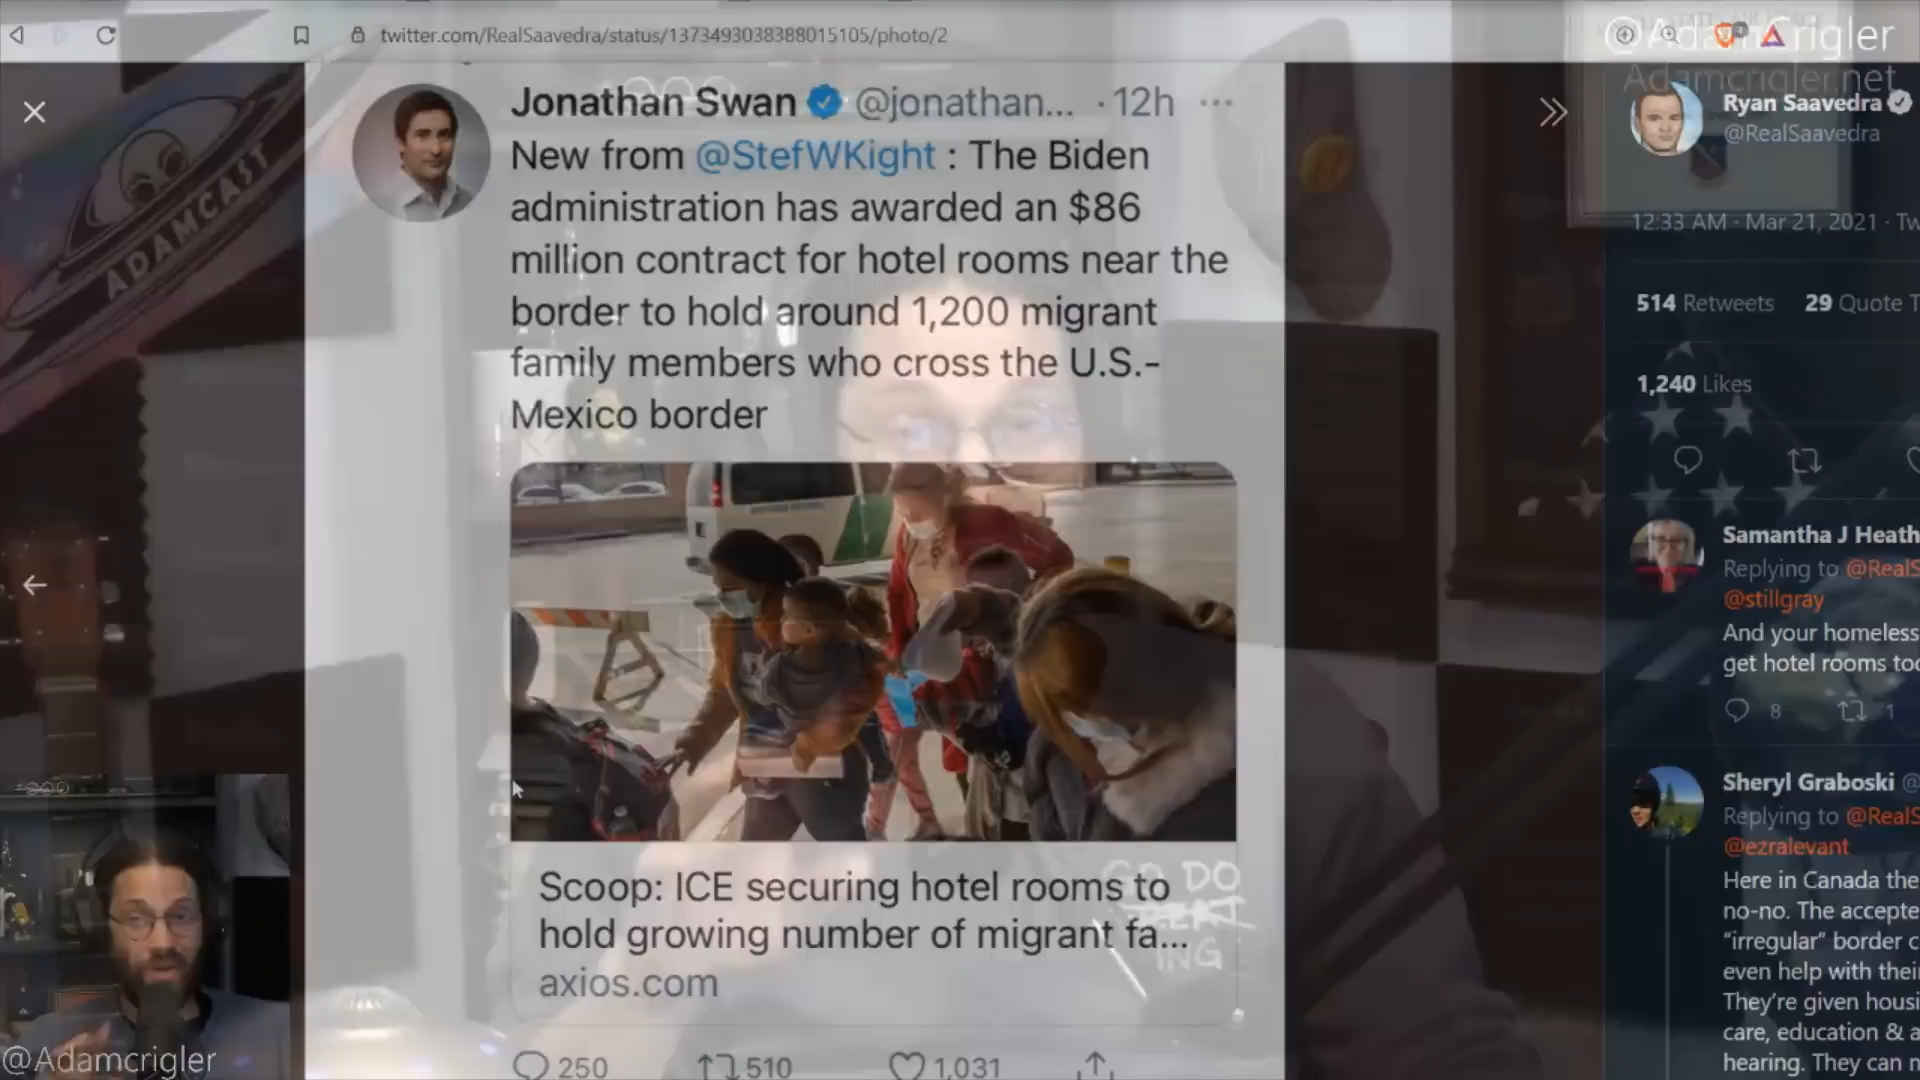 twitter.com/RealSaavedra/status/1373493038388015105/photo/2
@AdamCrigler
Adamcrigler.net
ADAMCAST
Jonathan Swan @jonathan... · 12h ...
New from @StefWKight : The Biden
administration has awarded an $86
million contract for hotel rooms near the
border to hold around 1,200 migrant
family members who cross the U.S.-
Mexico border
Scoop: ICE securing hotel rooms to
hold growing number of migrant fa...
axios.com
250 510 1,031
GO DO
ING
Ryan Saavedra
@RealSaavedra
12:33 AM · Mar 21, 2021 · Tw
514 Retweets 29 Quote T
1,240 Likes
Samantha J Heath
Replying to @RealS
@stillgray
And your homeless
get hotel rooms too
8 1
Sheryl Graboski @
Replying to @RealS
@ezralevant
Here in Canada the
no-no. The accepte
"irregular" border c
even help with thei
They're given housi
care, education & a
hearing. They can n
@Adamcrigler